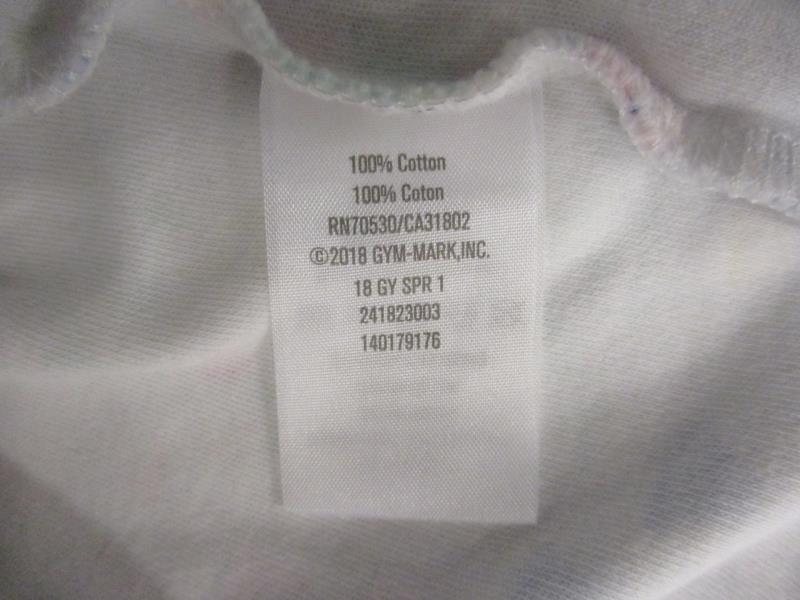 100% Cotton
100% Coton
RN70530/CA31802
©2018 GYM-MARK,INC.
18 GY SPR 1
241823003
140179176